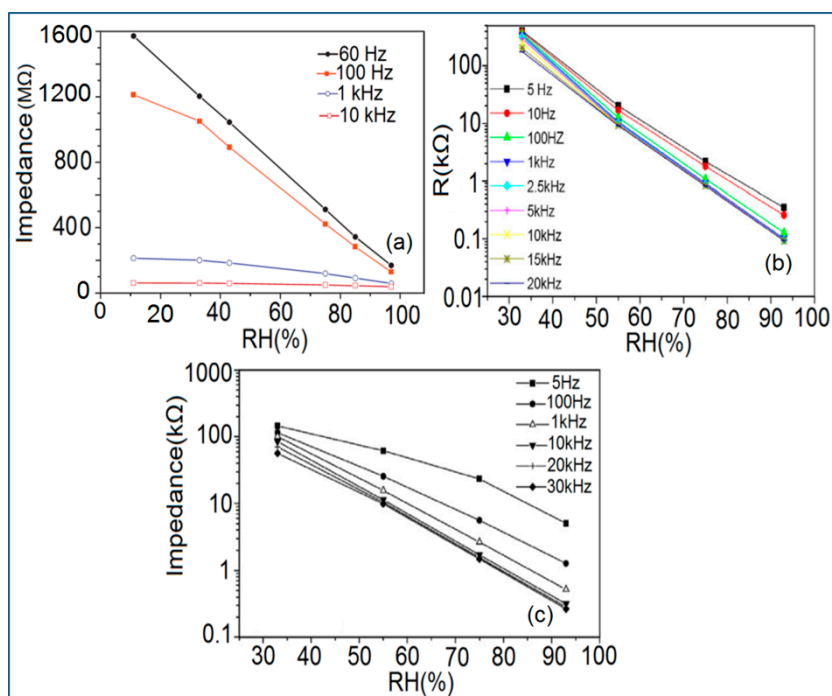 1600
1200
800
400
0
Impedance (MΩ)
60 Hz
100 Hz
1 kHz
10 kHz
(a)
0 20 40 60 80 100
RH(%)
100
10
1
0.1
0.01
R(kΩ)
5 Hz
10Hz
100HZ
1kHz
2.5kHz
5kHz
10kHz
15kHz
20kHz
(b)
30 40 50 60 70 80 90 100
RH(%)
1000
100
10
1
0.1
Impedance(kΩ)
5Hz
100Hz
1kHz
10kHz
20kHz
30kHz
(c)
30 40 50 60 70 80 90 100
RH(%)